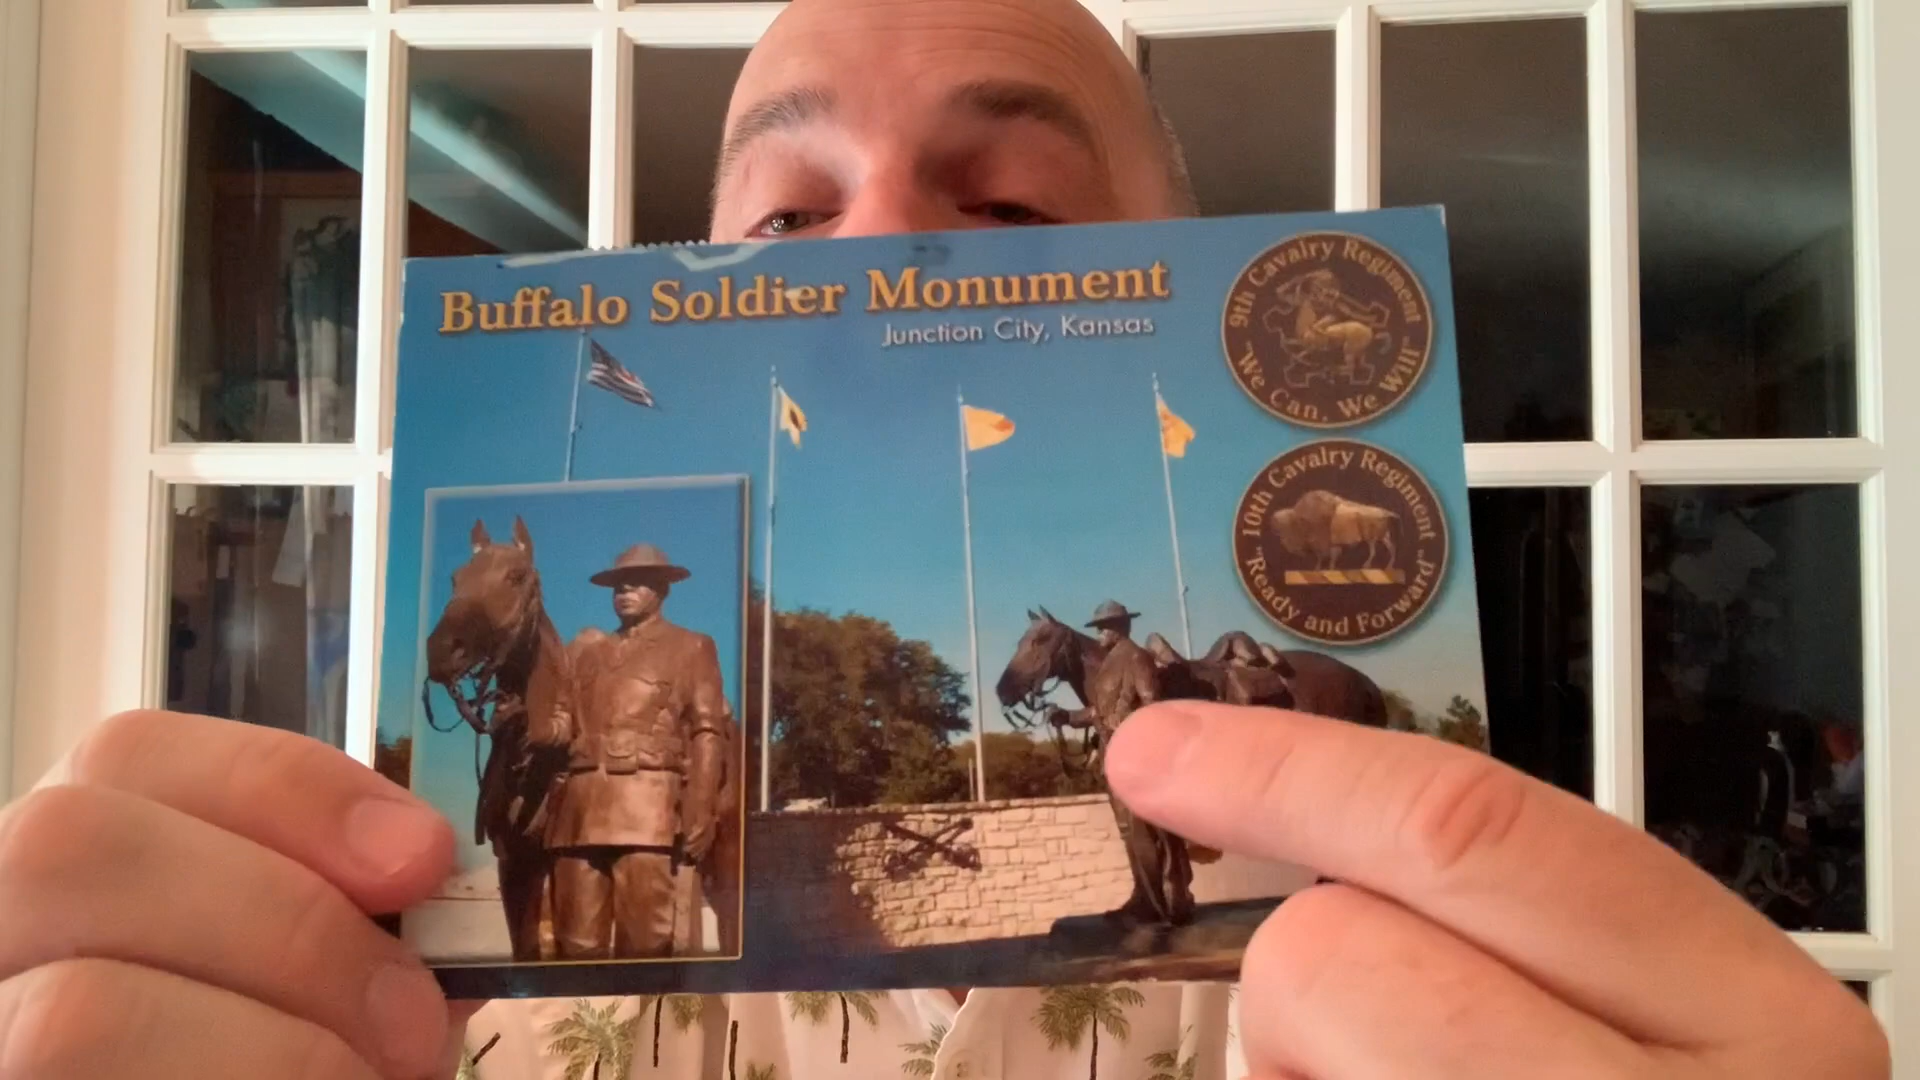 Buffalo Soldier Monument
Junction City, Kansas
9th Cavalry Regiment
"We Can, We Will"
10th Cavalry Regiment
"Ready and Forward"